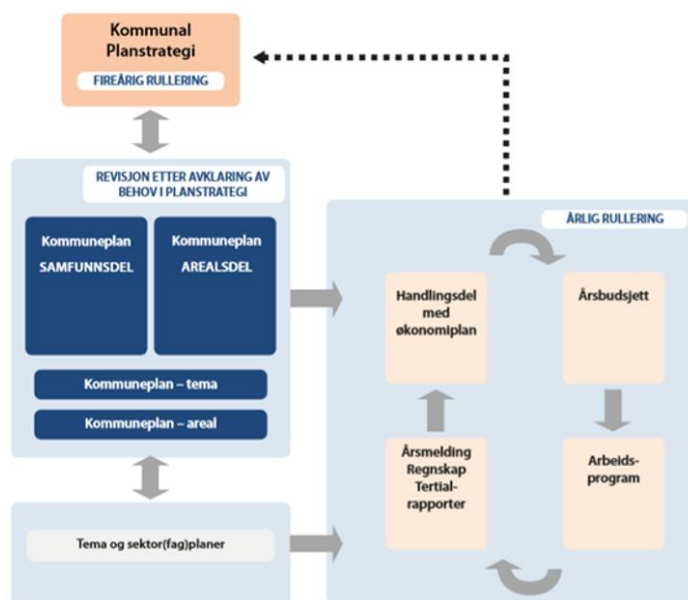 Kommunal
Planstrategi
FIREÅRIG RULLERING
REVISJON ETTER AVKLARING AV
BEHOV I PLANSTRATEGI
Kommuneplan
SAMFUNNSDEL
Kommuneplan
AREALSDEL
Kommuneplan – tema
Kommuneplan – areal
Tema og sektor(fag)planer
ÅRLIG RULLERING
Handlingsdel
med
økonomiplan
Årsbudsjett
Årsmelding
Regnskap
Tertial-
rapporter
Arbeids-
program